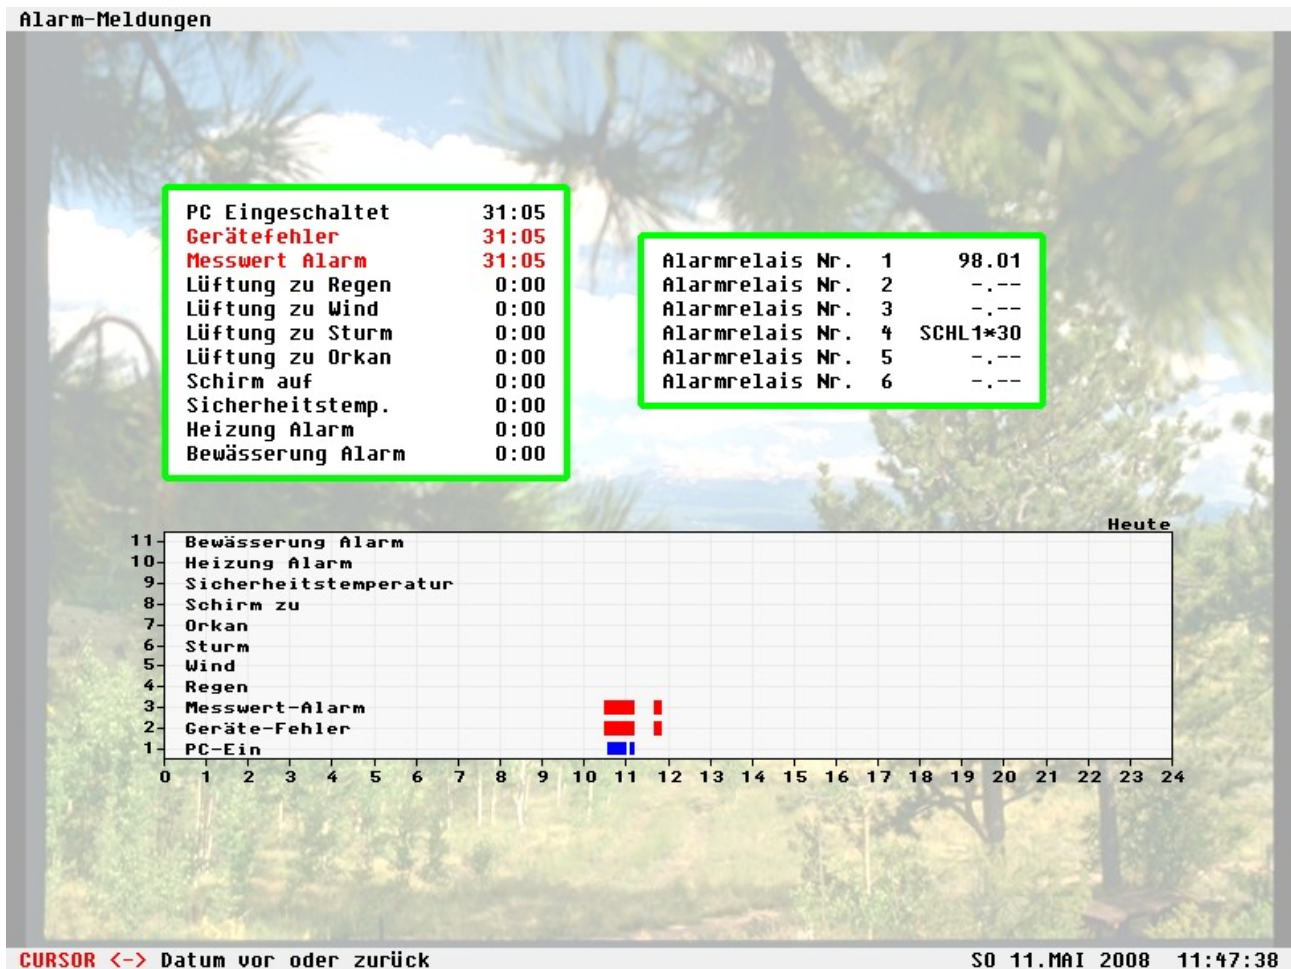 Alarm-Meldungen
PC Eingeschaltet 31:05
Gerätefehler 31:05
Messwert Alarm 31:05
Lüftung zu Regen 0:00
Lüftung zu Wind 0:00
Lüftung zu Sturm 0:00
Lüftung zu Orkan 0:00
Schirm auf 0:00
Sicherheitstemp. 0:00
Heizung Alarm 0:00
Bewässerung Alarm 0:00
Alarmrelais Nr. 1 98.01
Alarmrelais Nr. 2 -.--
Alarmrelais Nr. 3 -.--
Alarmrelais Nr. 4 SCHL1*30
Alarmrelais Nr. 5 -.--
Alarmrelais Nr. 6 -.--
Heute
11 Bewässerung Alarm
10 Heizung Alarm
9 Sicherheitstemperatur
8 Schirm zu
7 Orkan
6 Sturm
5 Wind
4 Regen
3 Messwert-Alarm
2 Geräte-Fehler
1 PC-Ein
0 1 2 3 4 5 6 7 8 9 10 11 12 13 14 15 16 17 18 19 20 21 22 23 24
CURSOR <-> Datum vor oder zurück SO 11.MAI 2008 11:47:38